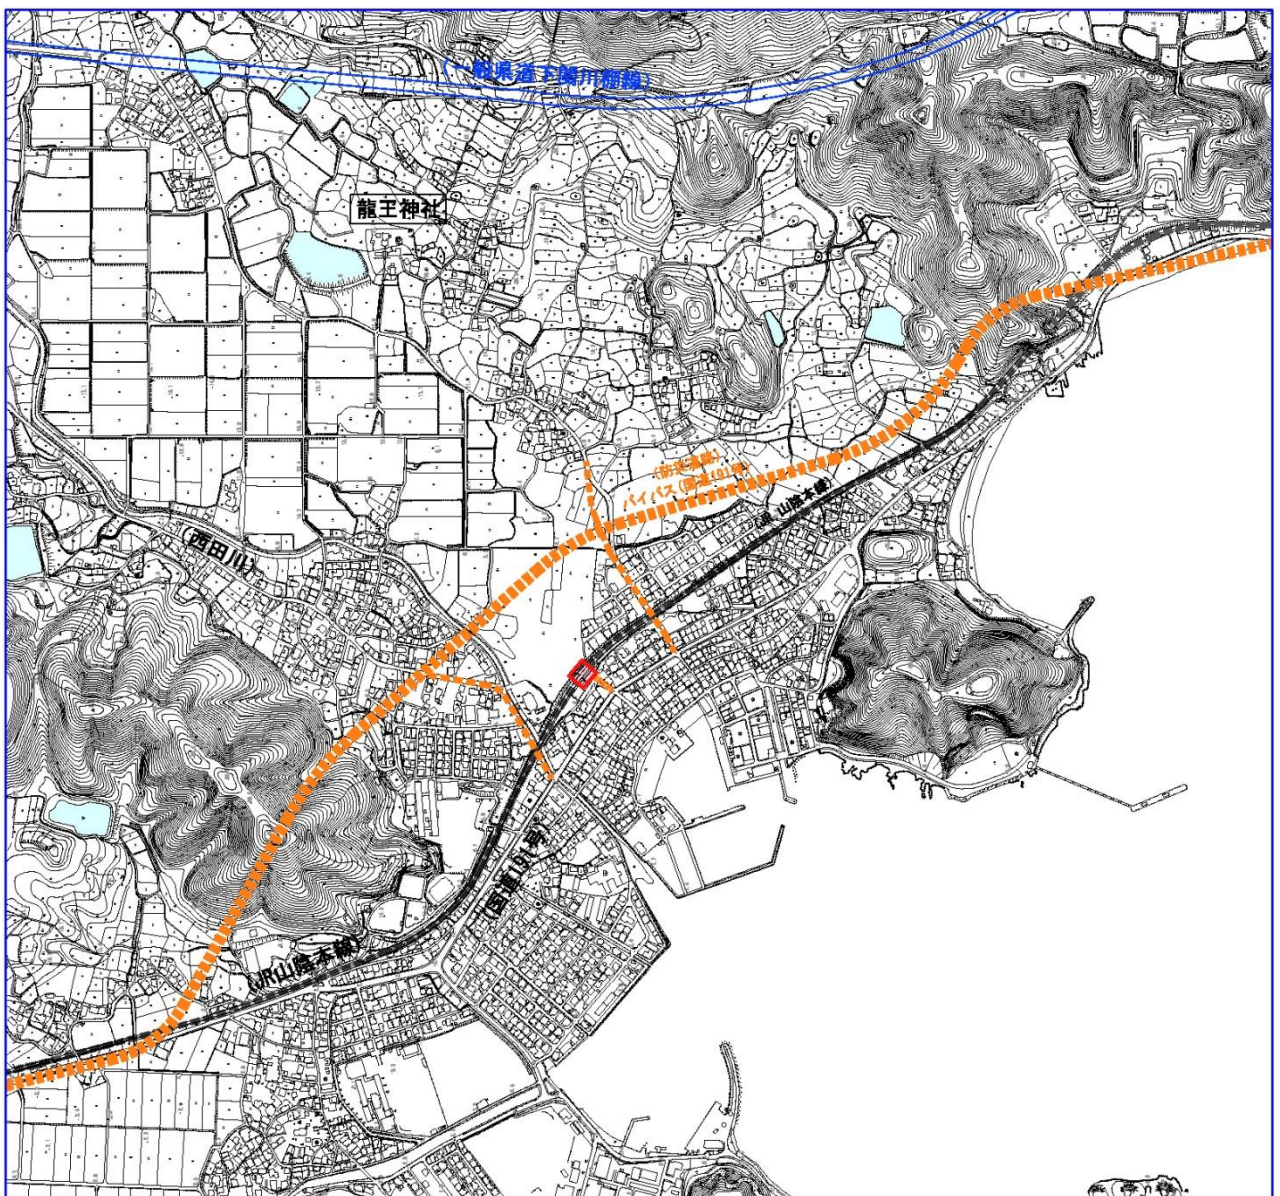 (一般県道下関川棚線)
龍王神社
(防災道路)
バイパス(国道191号)
(JR 山陰本線)
(西田川)
(国道191号)
(JR山陰本線)